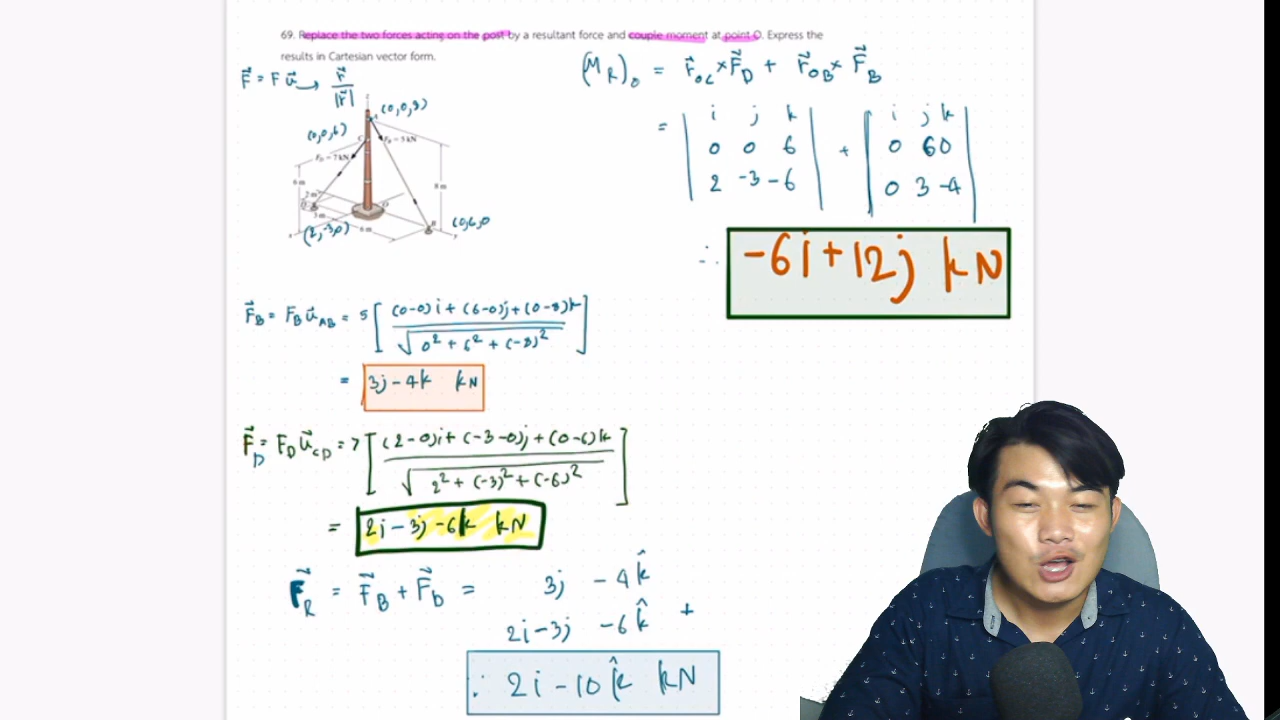 69. Replace the two forces acting on the post by a resultant force and couple moment at point O. Express the
results in Cartesian vector form.
F⃗ = F u⃗ → r⃗ / |r⃗|
(0,0,8)
(0,0,6)
F_D = 7 kN
F_B = 5 kN
6 m
8 m
2 m
3 m
6 m
(2,-3,0)
(0,6,0
F⃗_B = F_B u⃗_AB = 5 [ (0-0)i + (6-0)j + (0-8)k / √ 0² + 6² + (-8)² ]
= 3j - 4k kN
F⃗_D = F_D u⃗_CD = 7 [ (2-0)i + (-3-0)j + (0-6)k / √ 2² + (-3)² + (-6)² ]
= 2i - 3j - 6k kN
F⃗_R = F⃗_B + F⃗_D = 3j - 4k̂
2i - 3j - 6k̂ +
∴ 2i - 10k̂ kN
(M⃗_R)_O = r⃗_OC × F⃗_D + r⃗_OB × F⃗_B
= | i j k | + | i j k |
0 0 6 0 6 0
2 -3 -6 0 3 -4
∴ -6i + 12j kN